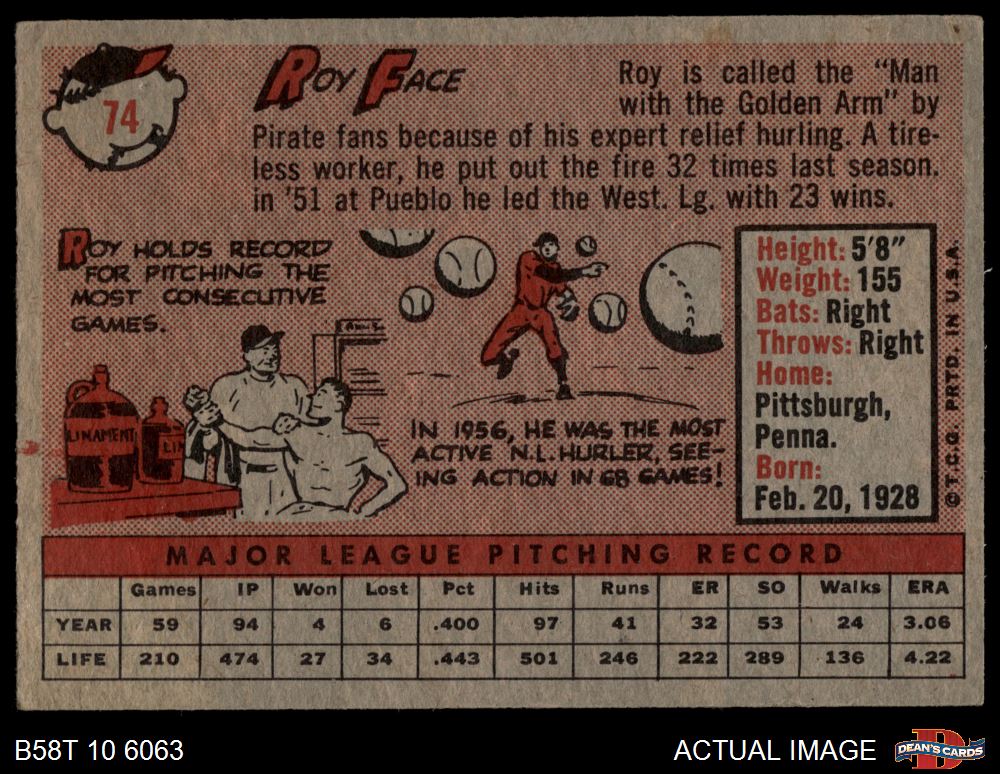 74
ROY FACE
Roy is called the "Man
with the Golden Arm" by
Pirate fans because of his expert relief hurling. A tire-
less worker, he put out the fire 32 times last season.
in '51 at Pueblo he led the West. Lg. with 23 wins.
ROY HOLDS RECORD
FOR PITCHING THE
MOST CONSECUTIVE
GAMES.
LINAMENT
LIN
IN 1956, HE WAS THE MOST
ACTIVE N.L. HURLER, SEE-
ING ACTION IN 68 GAMES!
Height: 5'8"
Weight: 155
Bats: Right
Throws: Right
Home:
Pittsburgh,
Penna.
Born:
Feb. 20, 1928
© T.C.G. PRTD. IN U.S.A.
MAJOR LEAGUE PITCHING RECORD
Games IP Won Lost Pct Hits Runs ER SO Walks ERA
YEAR 59 94 4 6 .400 97 41 32 53 24 3.06
LIFE 210 474 27 34 .443 501 246 222 289 136 4.22
B58T 10 6063
ACTUAL IMAGE
DEAN'S CARDS